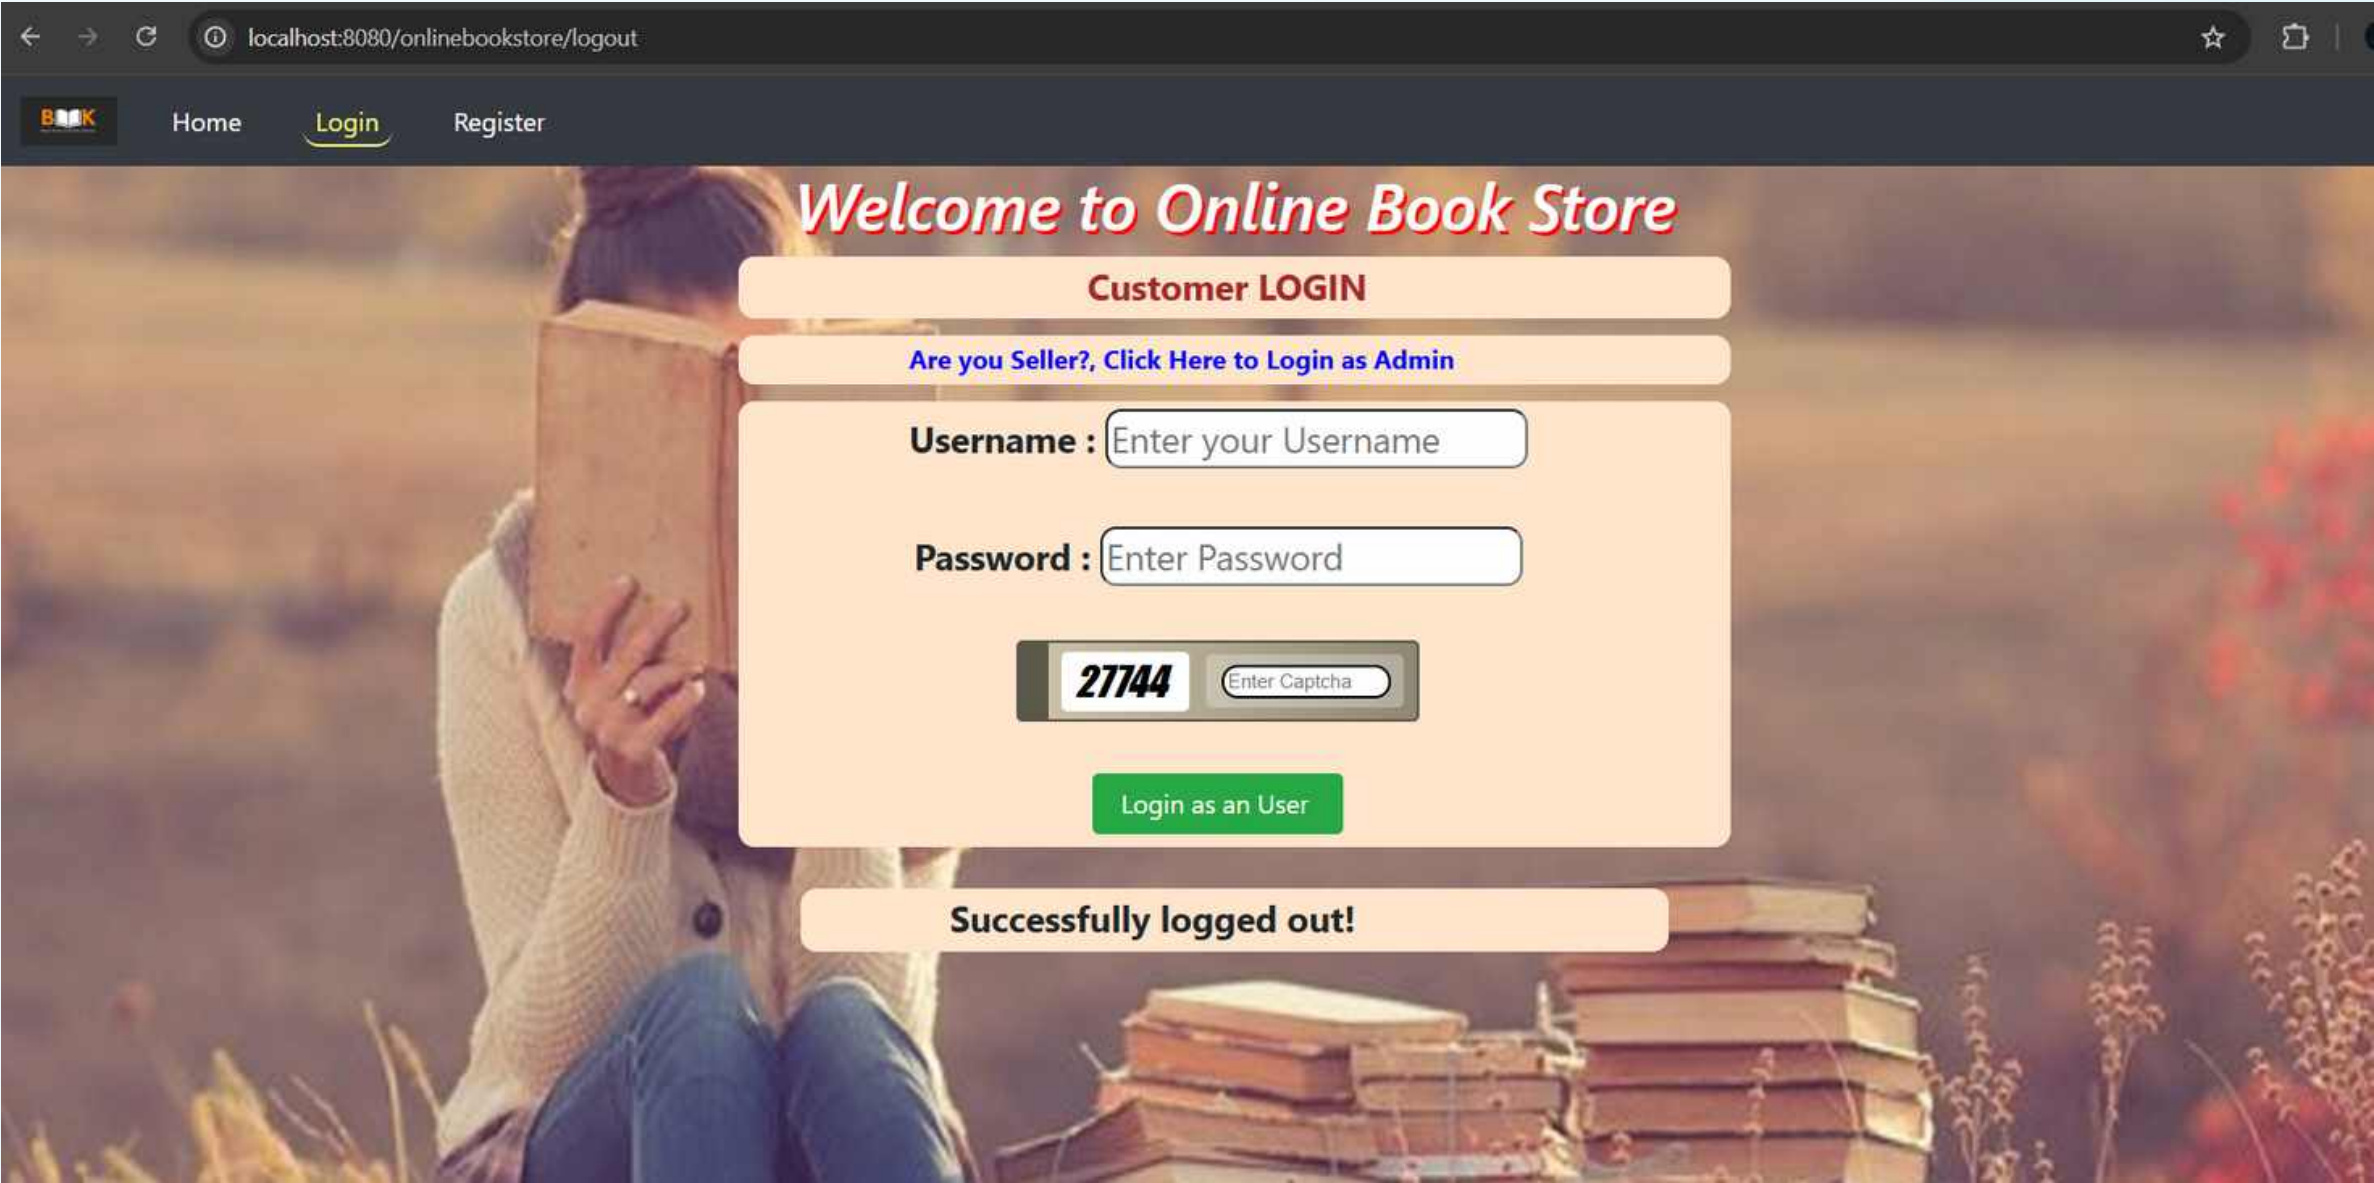 localhost:8080/onlinebookstore/logout
BOOK
Home Login Register
Welcome to Online Book Store
Customer LOGIN
Are you Seller?, Click Here to Login as Admin
Username : Enter your Username
Password : Enter Password
27744 Enter Captcha
Login as an User
Successfully logged out!